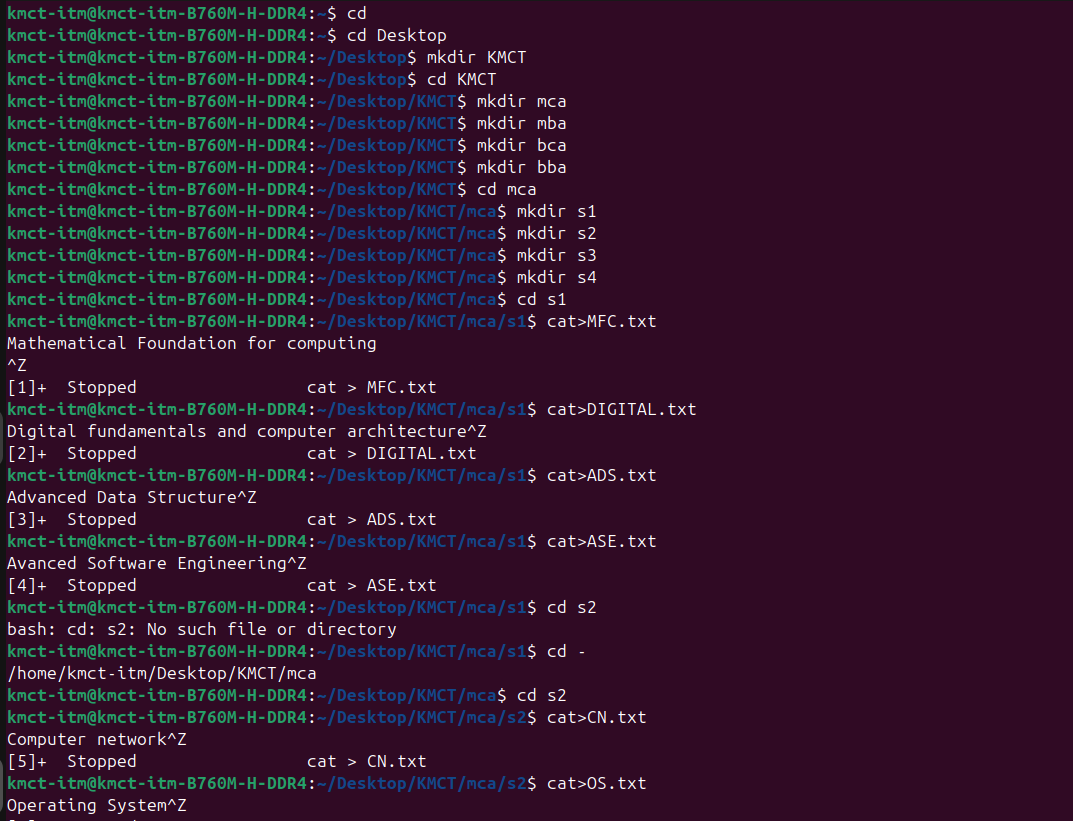 kmct-itm@kmct-itm-B760M-H-DDR4:~$ cd
kmct-itm@kmct-itm-B760M-H-DDR4:~$ cd Desktop
kmct-itm@kmct-itm-B760M-H-DDR4:~/Desktop$ mkdir KMCT
kmct-itm@kmct-itm-B760M-H-DDR4:~/Desktop$ cd KMCT
kmct-itm@kmct-itm-B760M-H-DDR4:~/Desktop/KMCT$ mkdir mca
kmct-itm@kmct-itm-B760M-H-DDR4:~/Desktop/KMCT$ mkdir mba
kmct-itm@kmct-itm-B760M-H-DDR4:~/Desktop/KMCT$ mkdir bca
kmct-itm@kmct-itm-B760M-H-DDR4:~/Desktop/KMCT$ mkdir bba
kmct-itm@kmct-itm-B760M-H-DDR4:~/Desktop/KMCT$ cd mca
kmct-itm@kmct-itm-B760M-H-DDR4:~/Desktop/KMCT/mca$ mkdir s1
kmct-itm@kmct-itm-B760M-H-DDR4:~/Desktop/KMCT/mca$ mkdir s2
kmct-itm@kmct-itm-B760M-H-DDR4:~/Desktop/KMCT/mca$ mkdir s3
kmct-itm@kmct-itm-B760M-H-DDR4:~/Desktop/KMCT/mca$ mkdir s4
kmct-itm@kmct-itm-B760M-H-DDR4:~/Desktop/KMCT/mca$ cd s1
kmct-itm@kmct-itm-B760M-H-DDR4:~/Desktop/KMCT/mca/s1$ cat>MFC.txt
Mathematical Foundation for computing
^Z
[1]+  Stopped                 cat > MFC.txt
kmct-itm@kmct-itm-B760M-H-DDR4:~/Desktop/KMCT/mca/s1$ cat>DIGITAL.txt
Digital fundamentals and computer architecture^Z
[2]+  Stopped                 cat > DIGITAL.txt
kmct-itm@kmct-itm-B760M-H-DDR4:~/Desktop/KMCT/mca/s1$ cat>ADS.txt
Advanced Data Structure^Z
[3]+  Stopped                 cat > ADS.txt
kmct-itm@kmct-itm-B760M-H-DDR4:~/Desktop/KMCT/mca/s1$ cat>ASE.txt
Avanced Software Engineering^Z
[4]+  Stopped                 cat > ASE.txt
kmct-itm@kmct-itm-B760M-H-DDR4:~/Desktop/KMCT/mca/s1$ cd s2
bash: cd: s2: No such file or directory
kmct-itm@kmct-itm-B760M-H-DDR4:~/Desktop/KMCT/mca/s1$ cd -
/home/kmct-itm/Desktop/KMCT/mca
kmct-itm@kmct-itm-B760M-H-DDR4:~/Desktop/KMCT/mca$ cd s2
kmct-itm@kmct-itm-B760M-H-DDR4:~/Desktop/KMCT/mca/s2$ cat>CN.txt
Computer network^Z
[5]+  Stopped                 cat > CN.txt
kmct-itm@kmct-itm-B760M-H-DDR4:~/Desktop/KMCT/mca/s2$ cat>OS.txt
Operating System^Z